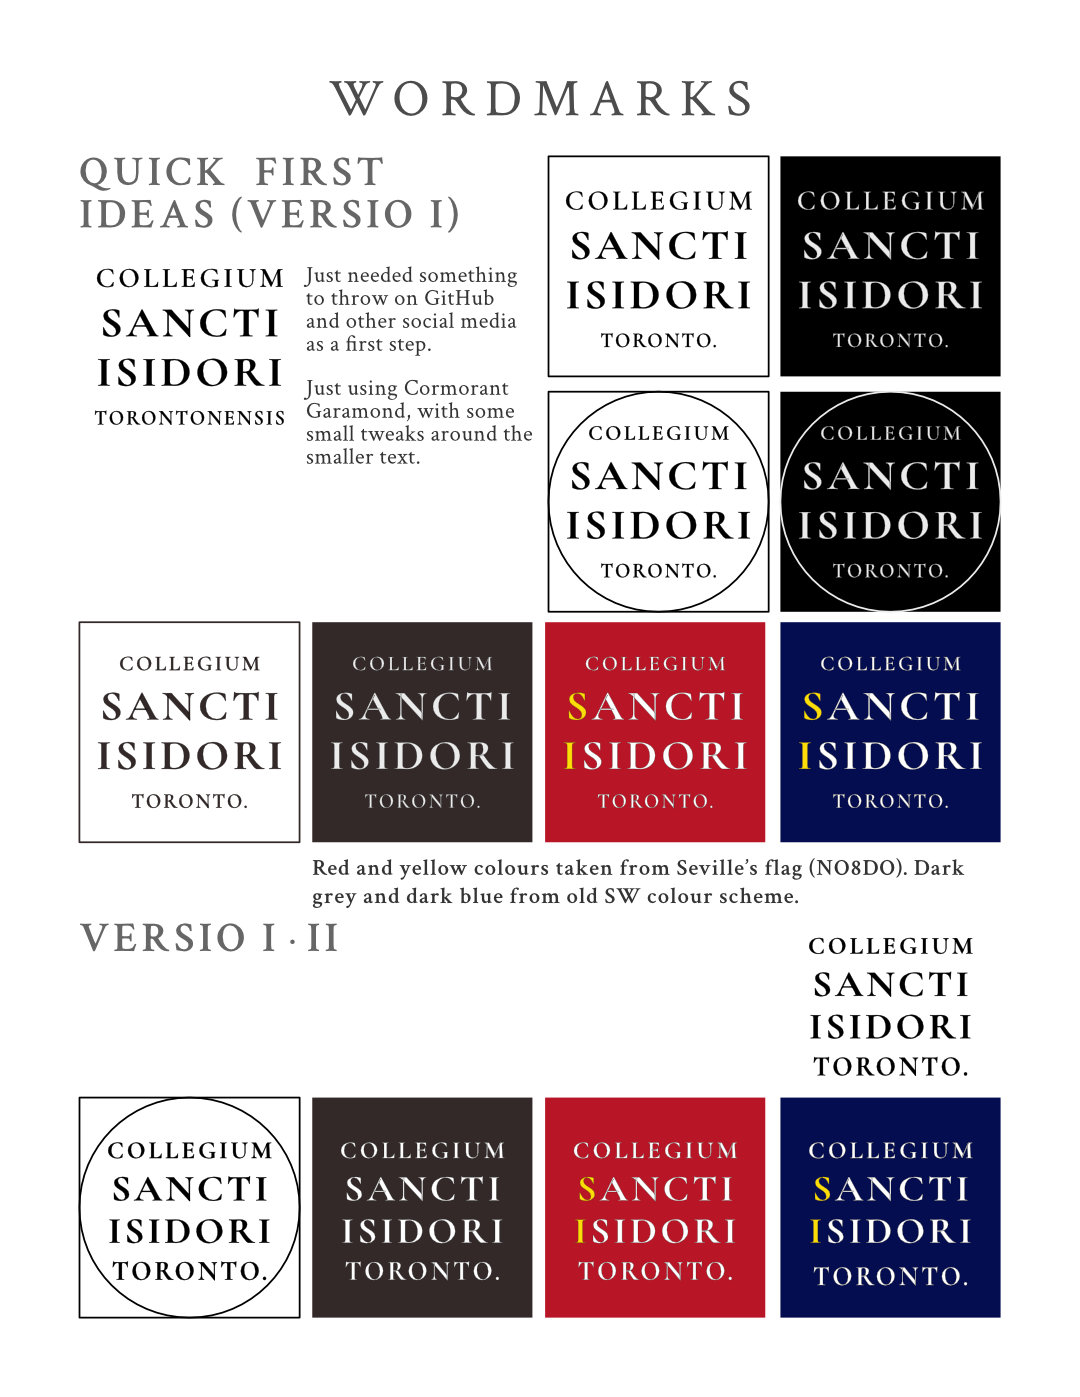 WORDMARKS
QUICK FIRST
IDEAS (VERSIO I)
COLLEGIUM
SANCTI
ISIDORI
TORONTONENSIS
Just needed something
to throw on GitHub
and other social media
as a first step.
Just using Cormorant
Garamond, with some
small tweaks around the
smaller text.
COLLEGIUM
SANCTI
ISIDORI
TORONTO.
COLLEGIUM
SANCTI
ISIDORI
TORONTO.
COLLEGIUM
SANCTI
ISIDORI
TORONTO.
COLLEGIUM
SANCTI
ISIDORI
TORONTO.
COLLEGIUM
SANCTI
ISIDORI
TORONTO.
COLLEGIUM
SANCTI
ISIDORI
TORONTO.
COLLEGIUM
SANCTI
ISIDORI
TORONTO.
COLLEGIUM
SANCTI
ISIDORI
TORONTO.
Red and yellow colours taken from Seville’s flag (NO8DO). Dark
grey and dark blue from old SW colour scheme.
VERSIO I · II
COLLEGIUM
SANCTI
ISIDORI
TORONTO.
COLLEGIUM
SANCTI
ISIDORI
TORONTO.
COLLEGIUM
SANCTI
ISIDORI
TORONTO.
COLLEGIUM
SANCTI
ISIDORI
TORONTO.
COLLEGIUM
SANCTI
ISIDORI
TORONTO.